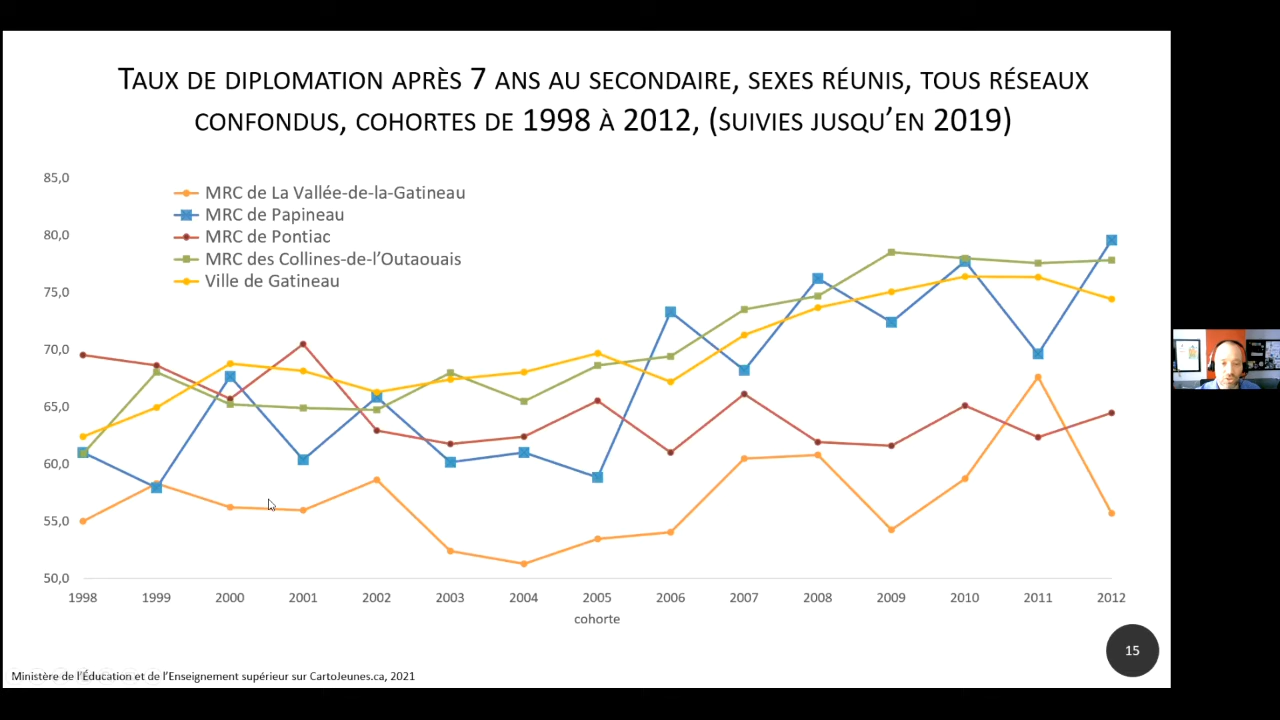 Taux de diplomation après 7 ans au secondaire, sexes réunis, tous réseaux
confondus, cohortes de 1998 à 2012, (suivies jusqu’en 2019)
85,0
80,0
75,0
70,0
65,0
60,0
55,0
50,0
MRC de La Vallée-de-la-Gatineau
MRC de Papineau
MRC de Pontiac
MRC des Collines-de-l’Outaouais
Ville de Gatineau
1998 1999 2000 2001 2002 2003 2004 2005 2006 2007 2008 2009 2010 2011 2012
cohorte
15
Ministère de l’Éducation et de l’Enseignement supérieur sur CartoJeunes.ca, 2021